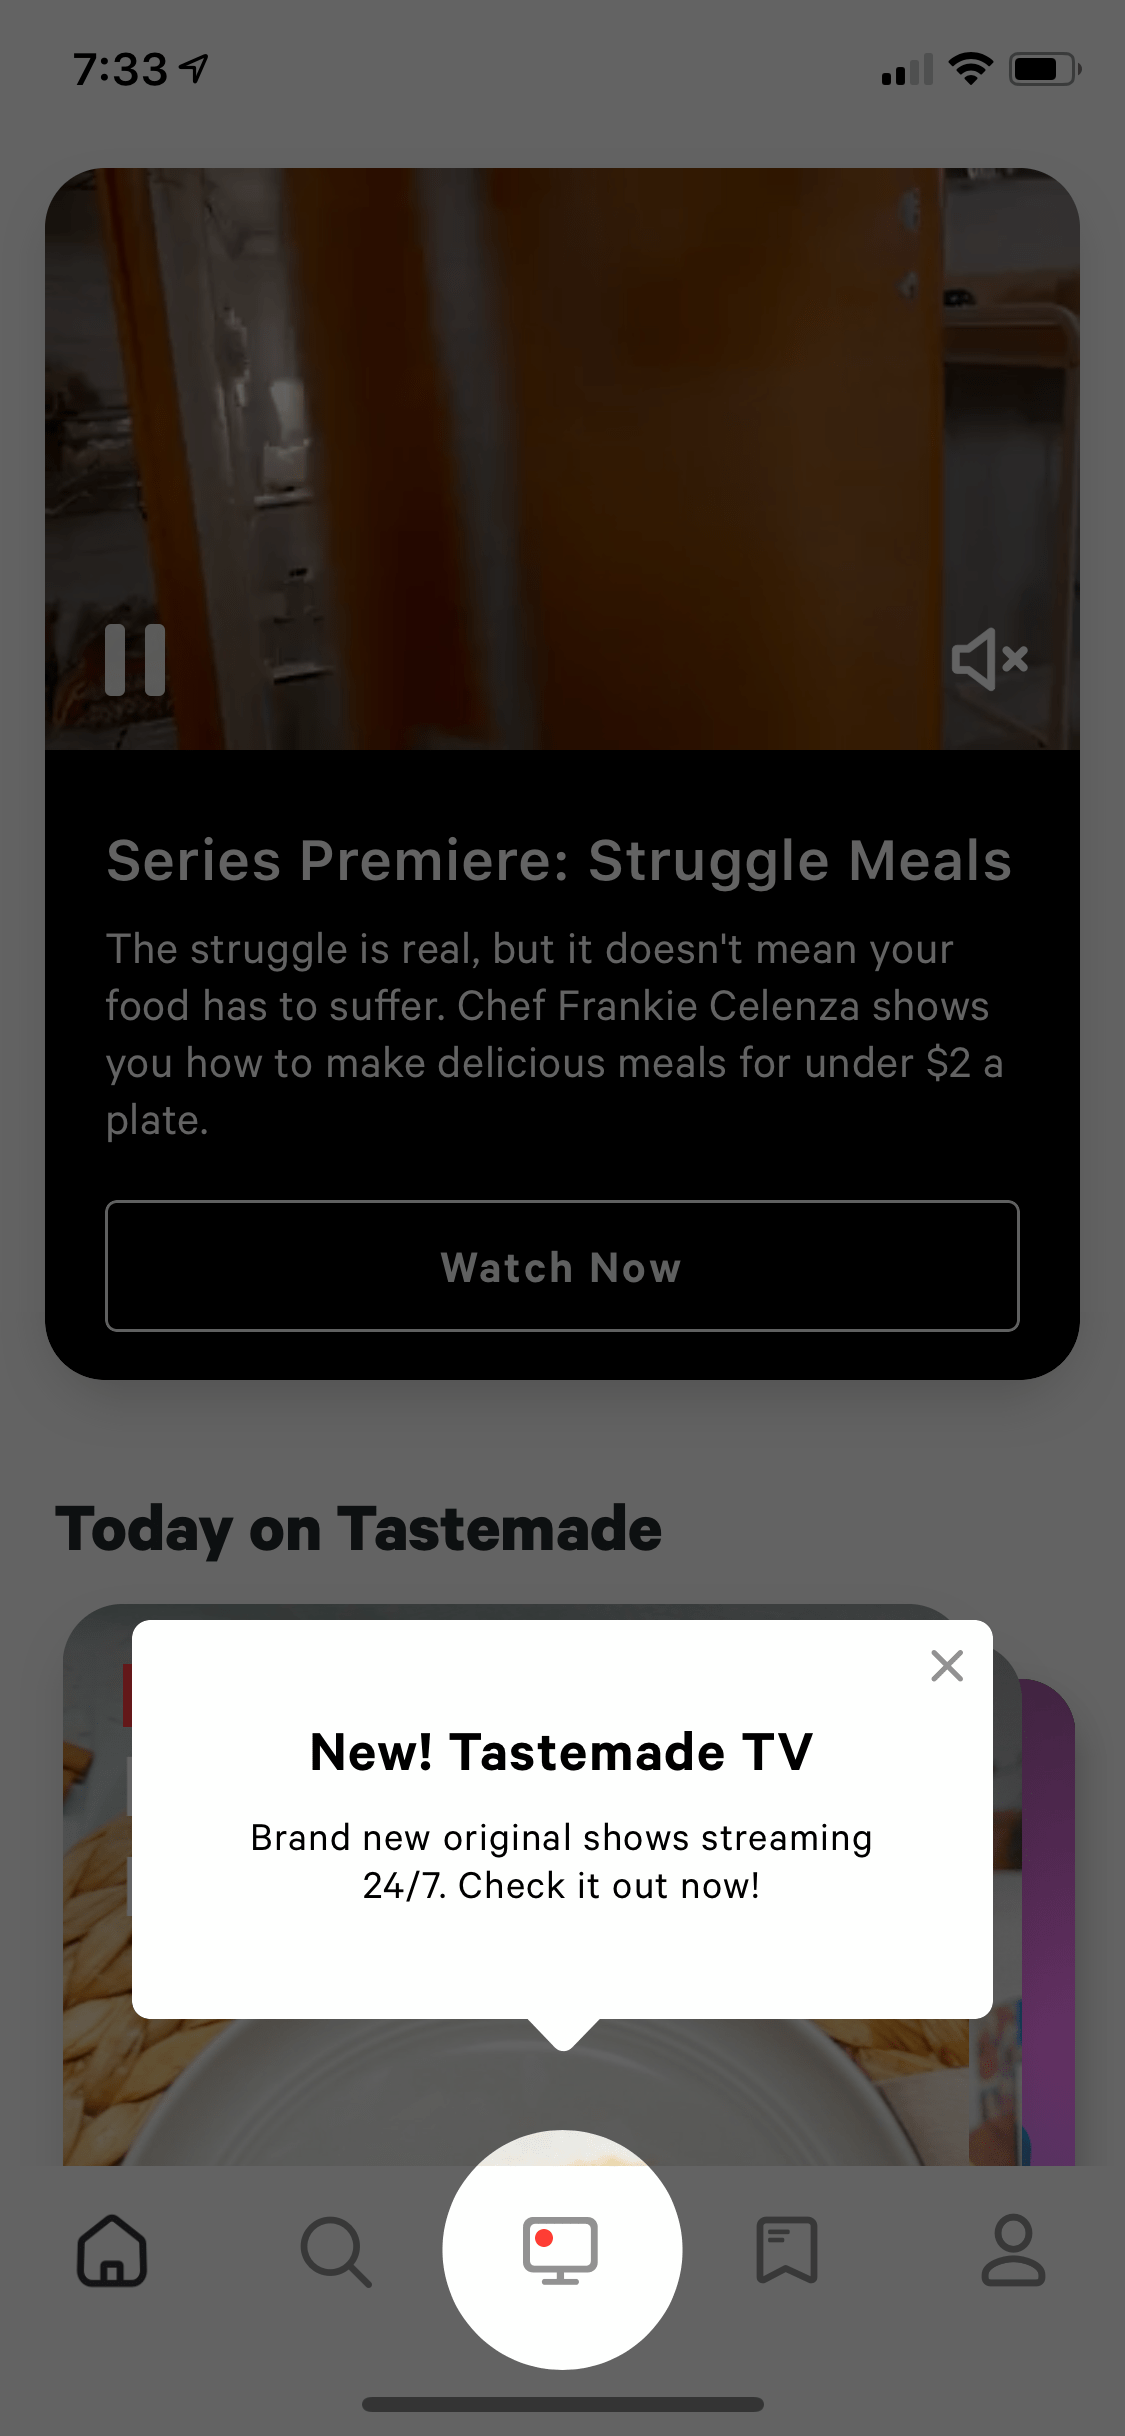 7:33
Series Premiere: Struggle Meals
The struggle is real, but it doesn't mean your
food has to suffer. Chef Frankie Celenza shows
you how to make delicious meals for under $2 a
plate.
Watch Now
Today on Tastemade
New! Tastemade TV
Brand new original shows streaming
24/7. Check it out now!